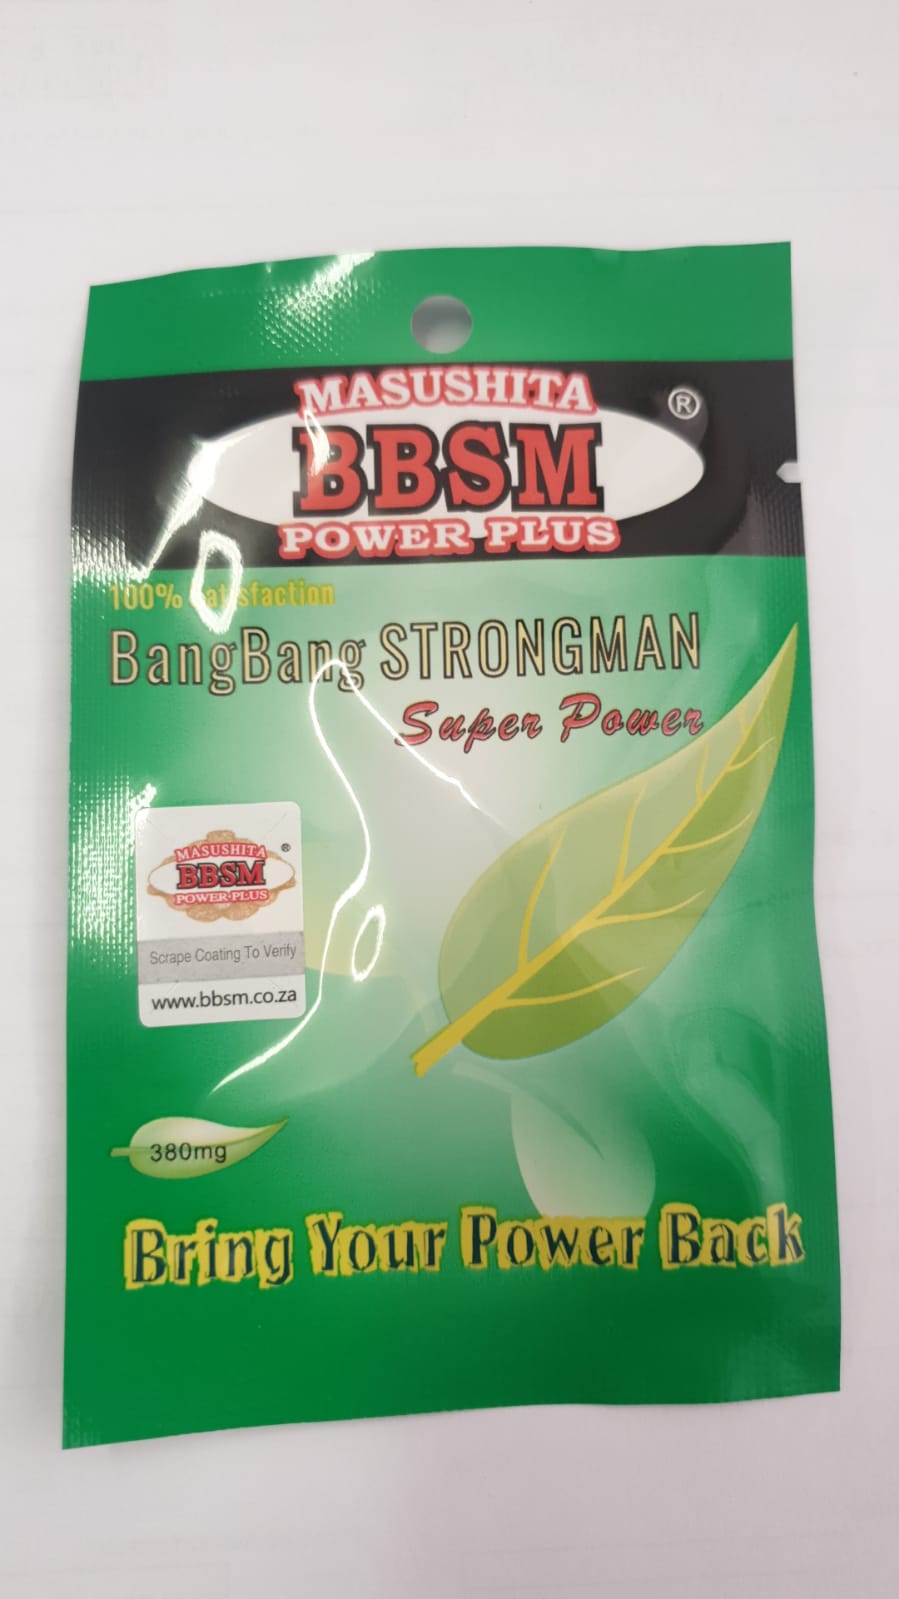 MASUSHITA
®
BBSM
POWER PLUS
100% Satisfaction
BangBang STRONGMAN
Super Power
MASUSHITA
®
BBSM
POWER PLUS
Scrape Coating To Verify
www.bbsm.co.za
380mg
Bring Your Power Back